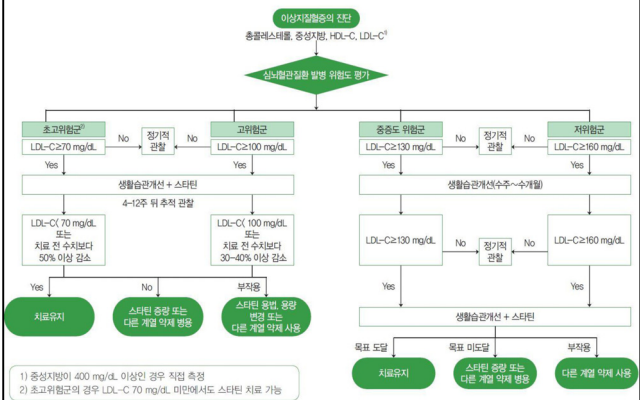 이상지질혈증의 진단
총콜레스테롤, 중성지방, HDL-C, LDL-C1)
심뇌혈관질환 발병 위험도 평가
초고위험군2)
LDL-C≥70 mg/dL
No
정기적
관찰
No
고위험군
LDL-C≥100 mg/dL
중증도 위험군
LDL-C≥130 mg/dL
No
정기적
관찰
No
저위험군
LDL-C≥160 mg/dL
Yes
Yes
Yes
Yes
생활습관개선 + 스타틴
생활습관개선(수주~수개월)
4-12주 뒤 추적 관찰
LDL-C⟨ 70 mg/dL
또는
치료 전 수치보다
50% 이상 감소
LDL-C⟨ 100 mg/dL
또는
치료 전 수치보다
30-40% 이상 감소
LDL-C≥130 mg/dL
No
정기적
관찰
No
LDL-C≥160 mg/dL
Yes
No
부작용
Yes
Yes
치료유지
스타틴 증량 또는
다른 계열 약제 병용
스타틴 용법, 용량
변경 또는
다른 계열 약제 사용
생활습관개선 + 스타틴
목표 도달
목표 미도달
부작용
치료유지
스타틴 증량 또는
다른 계열 약제 병용
다른 계열 약제 사용
1) 중성지방이 400 mg/dL 이상인 경우 직접 측정
2) 초고위험군의 경우 LDL-C 70 mg/dL 미만에서도 스타틴 치료 가능